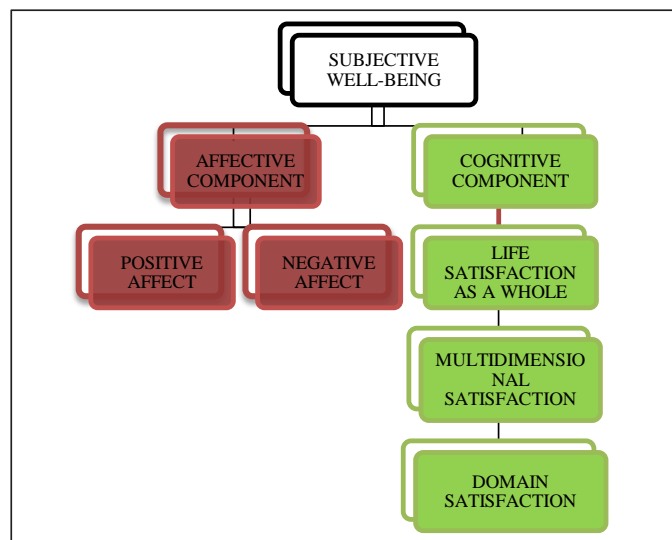 SUBJECTIVE
WELL-BEING
AFFECTIVE
COMPONENT
COGNITIVE
COMPONENT
POSITIVE
AFFECT
NEGATIVE
AFFECT
LIFE
SATISFACTION
AS A WHOLE
MULTIDIMENSIO
NAL
SATISFACTION
DOMAIN
SATISFACTION